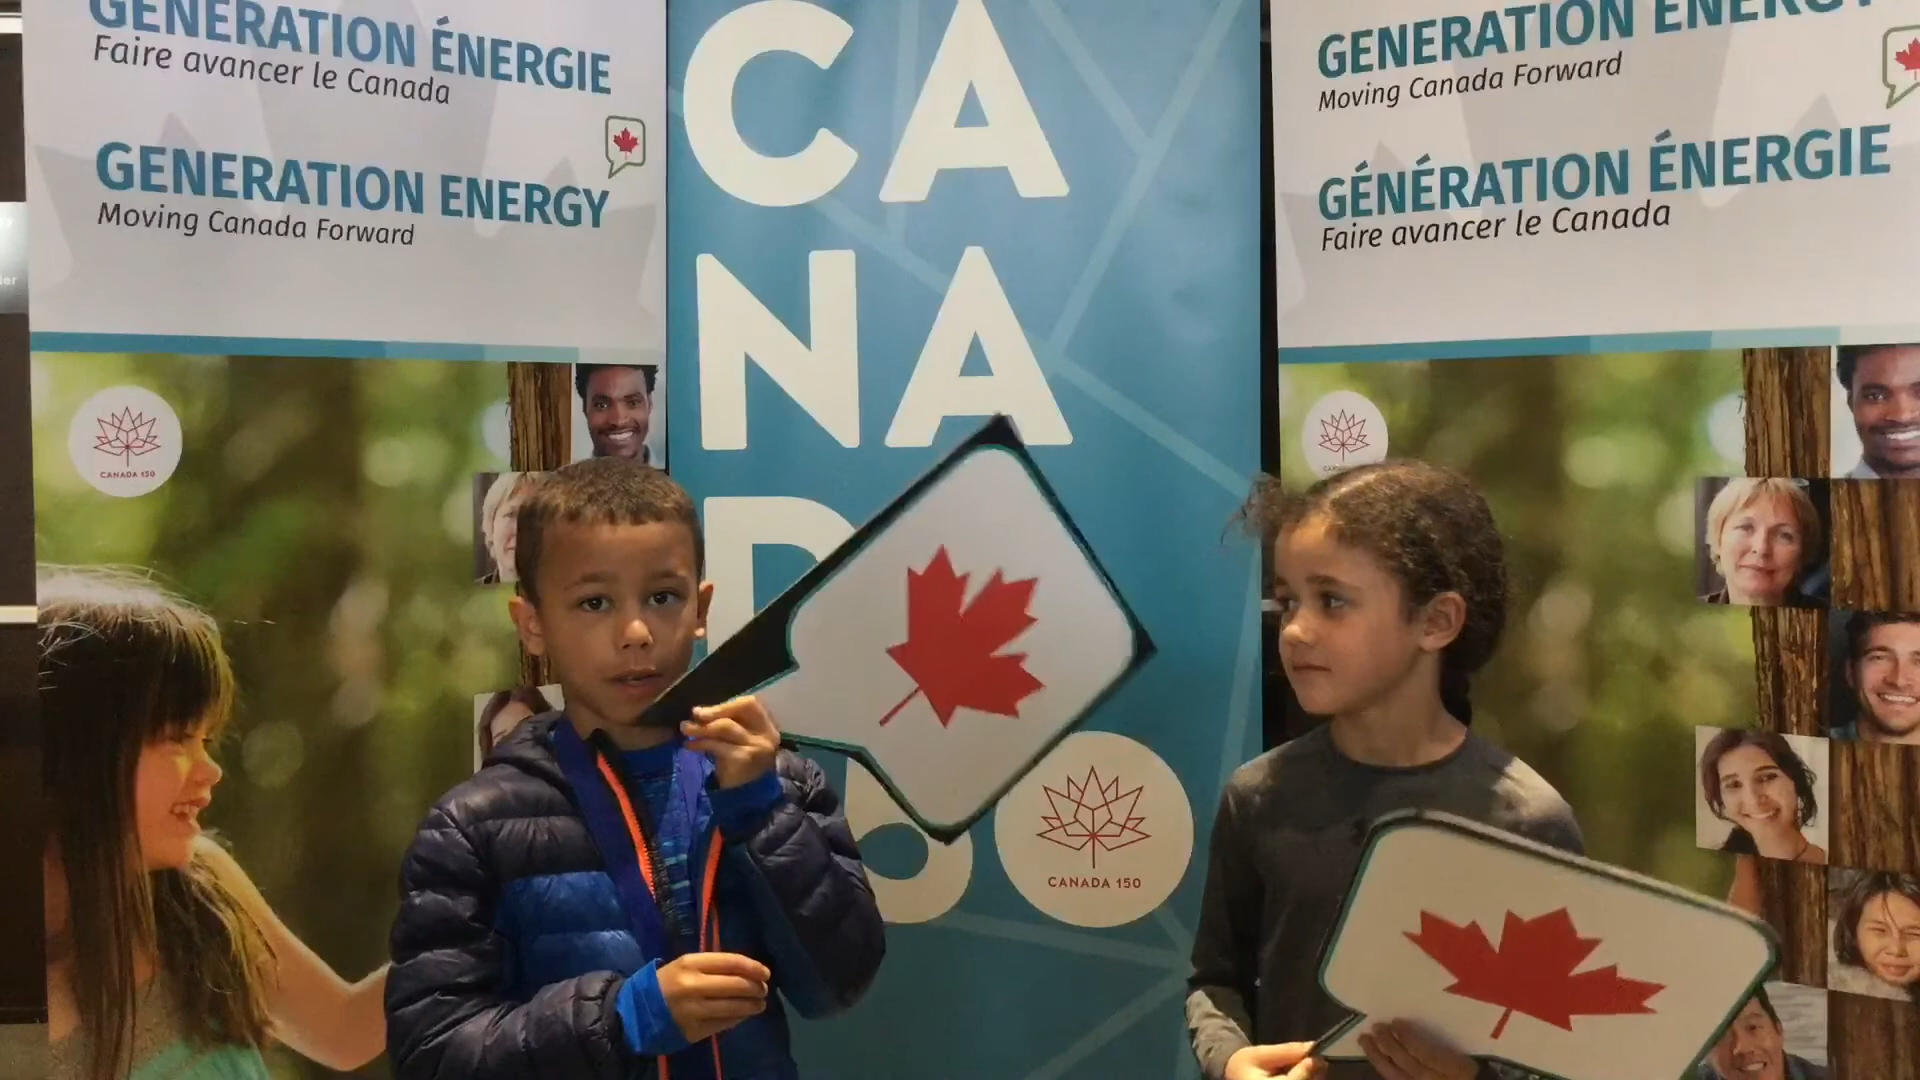 GÉNÉRATION ÉNERGIE
Faire avancer le Canada
GENERATION ENERGY
Moving Canada Forward
CANADA 150
CA
NA
D
CANADA 150
GENERATION ENERGY
Moving Canada Forward
GÉNÉRATION ÉNERGIE
Faire avancer le Canada